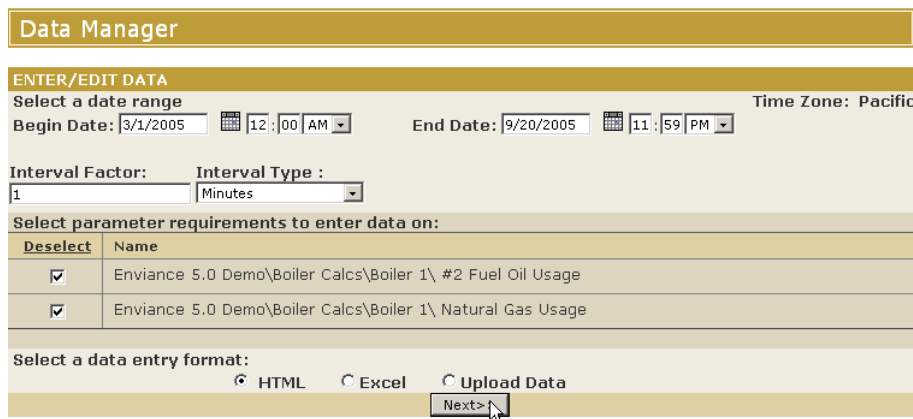 Data Manager
ENTER/EDIT DATA
Select a date range Time Zone: Pacific
Begin Date: 3/1/2005 12 : 00 AM End Date: 9/20/2005 11 : 59 PM
Interval Factor: Interval Type :
1 Minutes
Select parameter requirements to enter data on:
Deselect Name
Enviance 5.0 Demo\Boiler Calcs\Boiler 1\ #2 Fuel Oil Usage
Enviance 5.0 Demo\Boiler Calcs\Boiler 1\ Natural Gas Usage
Select a data entry format:
HTML Excel Upload Data
Next>